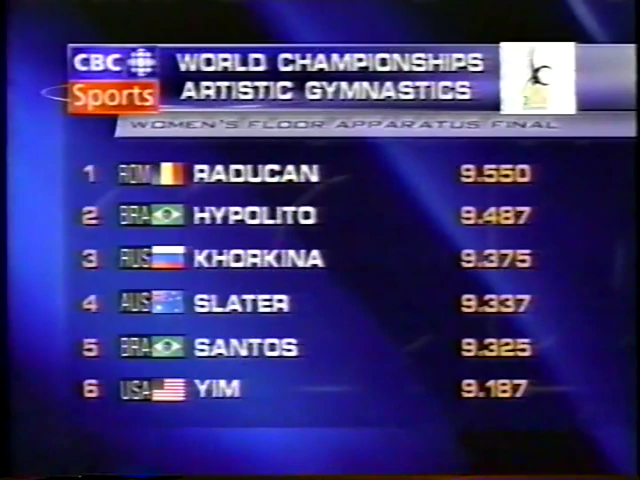 CBC
Sports
WORLD CHAMPIONSHIPS
ARTISTIC GYMNASTICS
WOMEN'S FLOOR APPARATUS FINAL
1 ROM RADUCAN 9.550
2 BRA HYPOLITO 9.487
3 RUS KHORKINA 9.375
4 AUS SLATER 9.337
5 BRA SANTOS 9.325
6 USA YIM 9.187